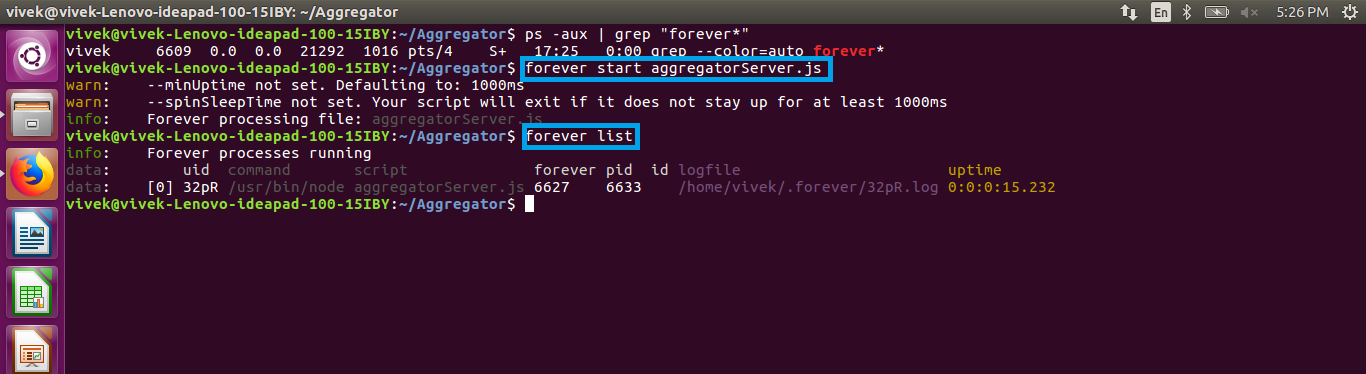 vivek@vivek-Lenovo-ideapad-100-15IBY: ~/Aggregator En 5:26 PM
vivek@vivek-Lenovo-ideapad-100-15IBY:~/Aggregator$ ps -aux | grep "forever*"
vivek 6609 0.0 0.0 21292 1016 pts/4 S+ 17:25 0:00 grep --color=auto forever*
vivek@vivek-Lenovo-ideapad-100-15IBY:~/Aggregator$ forever start aggregatorServer.js
warn: --minUptime not set. Defaulting to: 1000ms
warn: --spinSleepTime not set. Your script will exit if it does not stay up for at least 1000ms
info: Forever processing file: aggregatorServer.js
vivek@vivek-Lenovo-ideapad-100-15IBY:~/Aggregator$ forever list
info: Forever processes running
data: uid command script forever pid id logfile uptime
data: [0] 32pR /usr/bin/node aggregatorServer.js 6627 6633 /home/vivek/.forever/32pR.log 0:0:0:15.232
vivek@vivek-Lenovo-ideapad-100-15IBY:~/Aggregator$